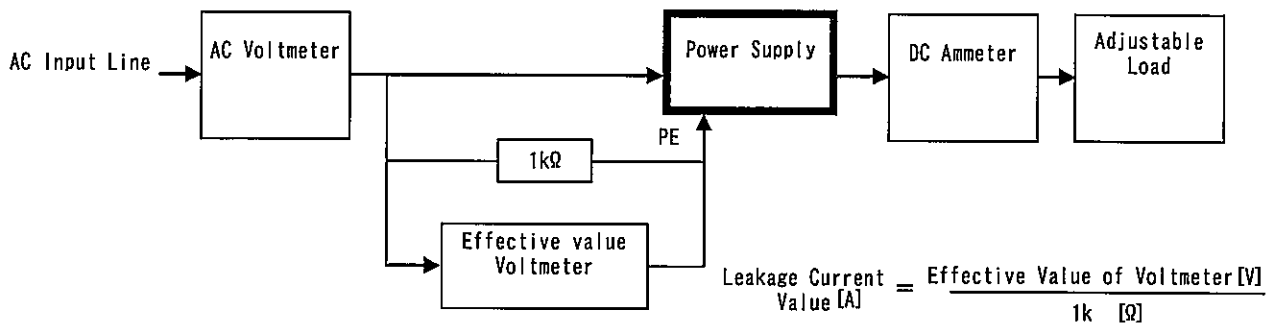 AC Input Line
AC Voltmeter
Power Supply
DC Ammeter
Adjustable
Load
PE
1kΩ
Effective value
Voltmeter
Leakage Current
Value[A]
=
Effective Value of Voltmeter[V]
1k [Ω]